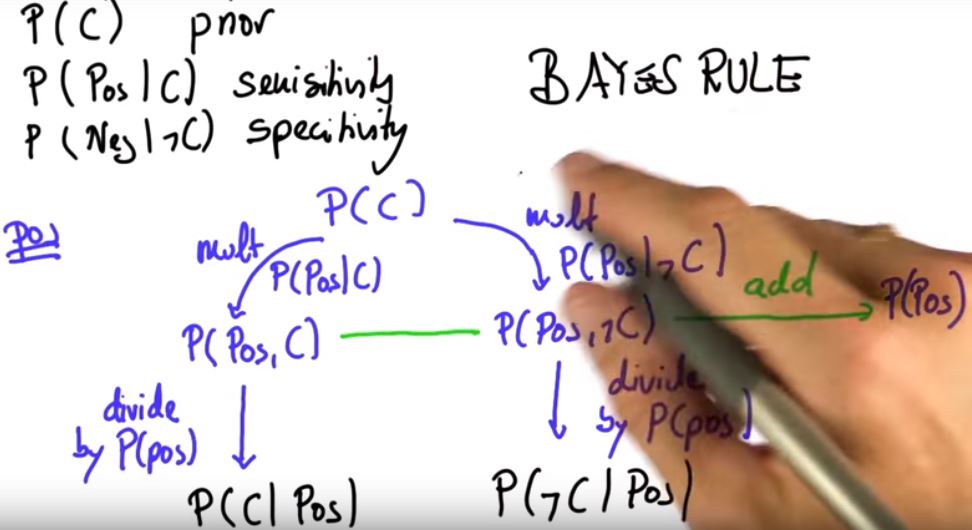 P(C) prior
P(Pos|C) sensitivity
P(Neg|¬C) specitivity
BAYES RULE
Pos
P(C)
mult
P(Pos|C)
mult
P(Pos|¬C)
P(Pos,C)
P(Pos,¬C)
add
P(Pos)
divide
by P(pos)
divide
by P(pos)
P(C|Pos)
P(¬C|Pos)